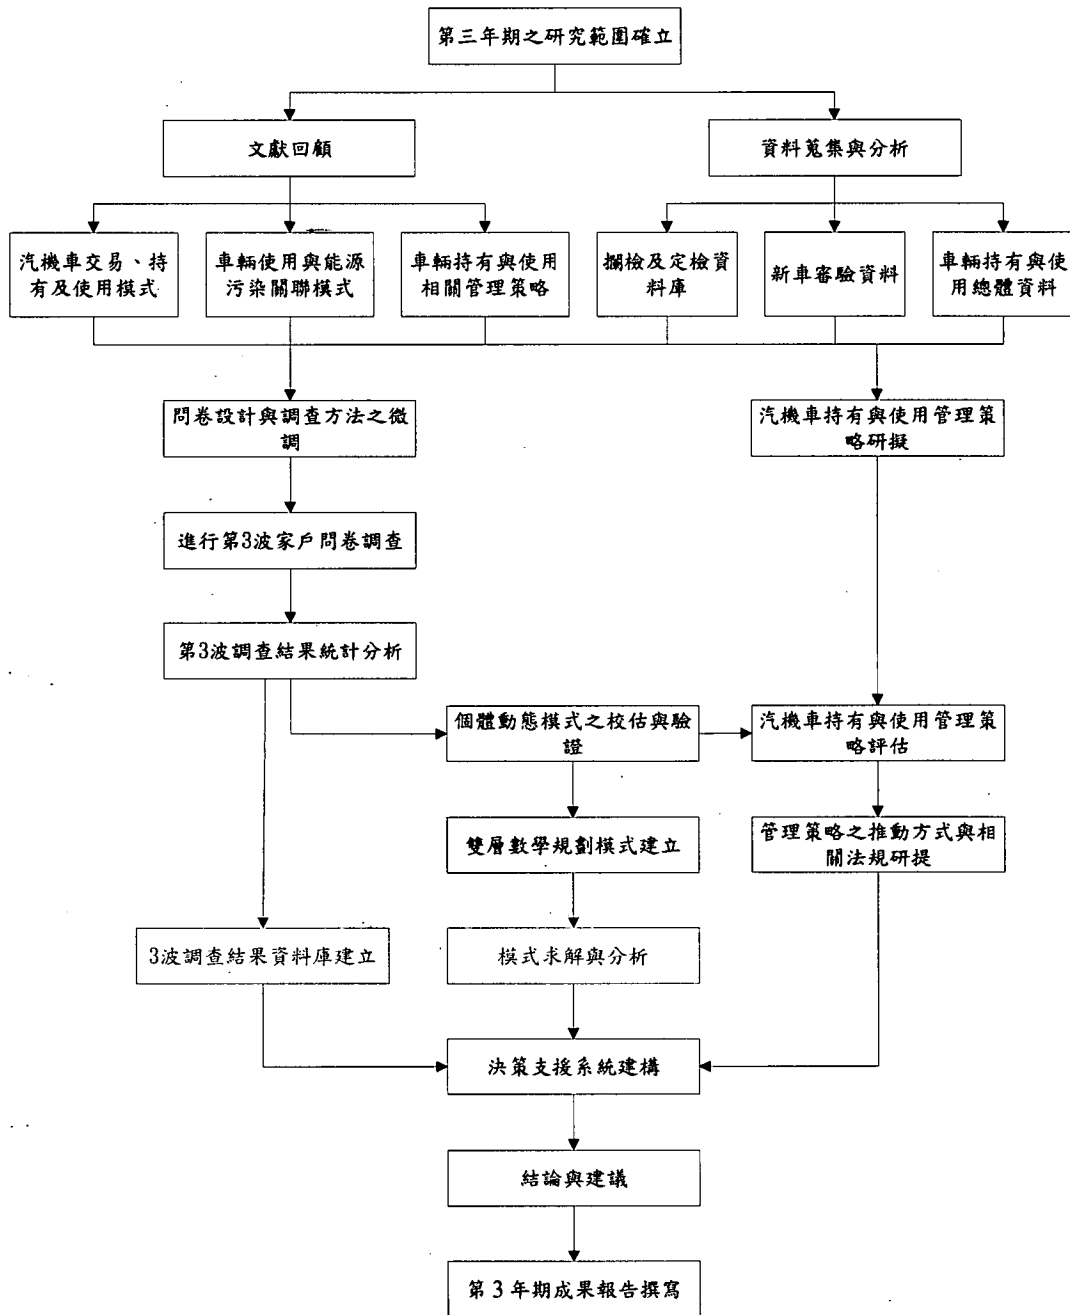 第三年期之研究範圍確立
文獻回顧
資料蒐集與分析
汽機車交易、持
有及使用模式
車輛使用與能源
污染關聯模式
車輛持有與使用
相關管理策略
攔檢及定檢資
料庫
新車審驗資料
車輛持有與使
用總體資料
問卷設計與調查方法之微
調
汽機車持有與使用管理策
略研擬
進行第3波家戶問卷調查
第3波調查結果統計分析
個體動態模式之校估與驗
證
汽機車持有與使用管理策
略評估
雙層數學規劃模式建立
管理策略之推動方式與相
關法規研提
3波調查結果資料庫建立
模式求解與分析
決策支援系統建構
結論與建議
第 3 年期成果報告撰寫